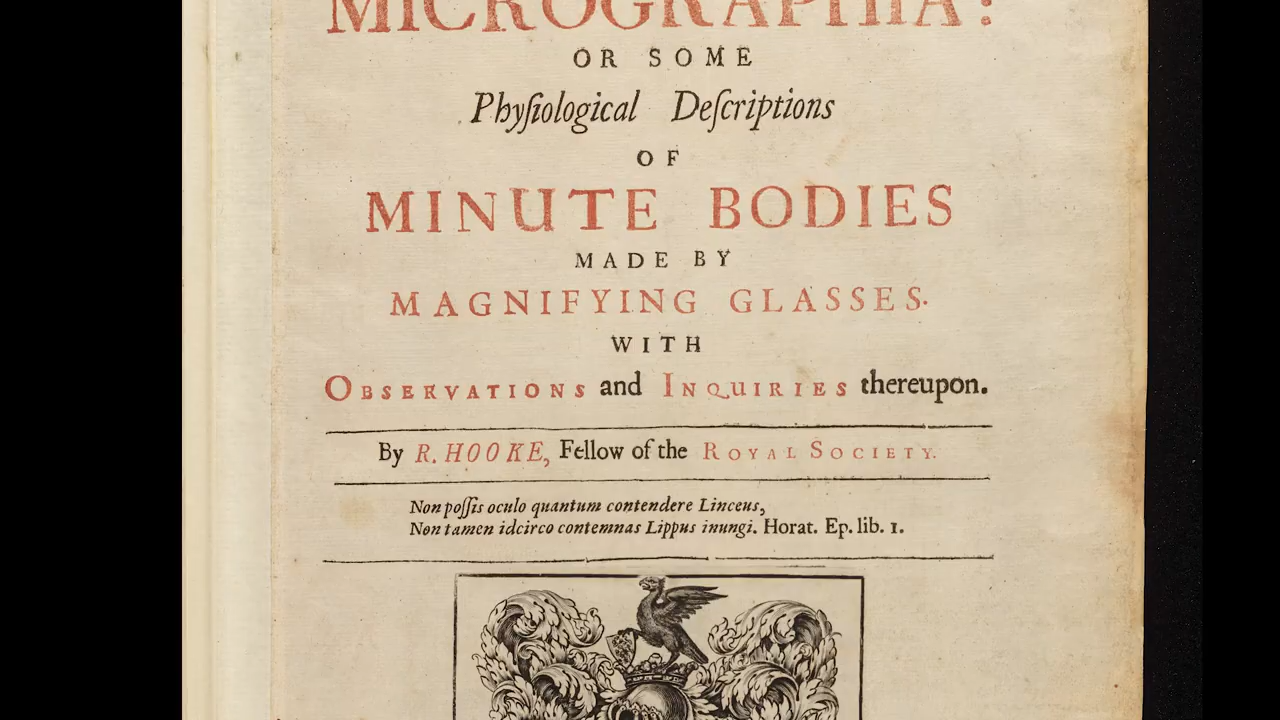 MICROGRAPHIA:
OR SOME
Phyſiological Deſcriptions
OF
MINUTE BODIES
MADE BY
MAGNIFYING GLASSES.
WITH
OBSERVATIONS and INQUIRIES thereupon.
By R. HOOKE, Fellow of the ROYAL SOCIETY.
Non poſſis oculo quantum contendere Linceus,
Non tamen idcirco contemnas Lippus inungi. Horat. Ep. lib. 1.